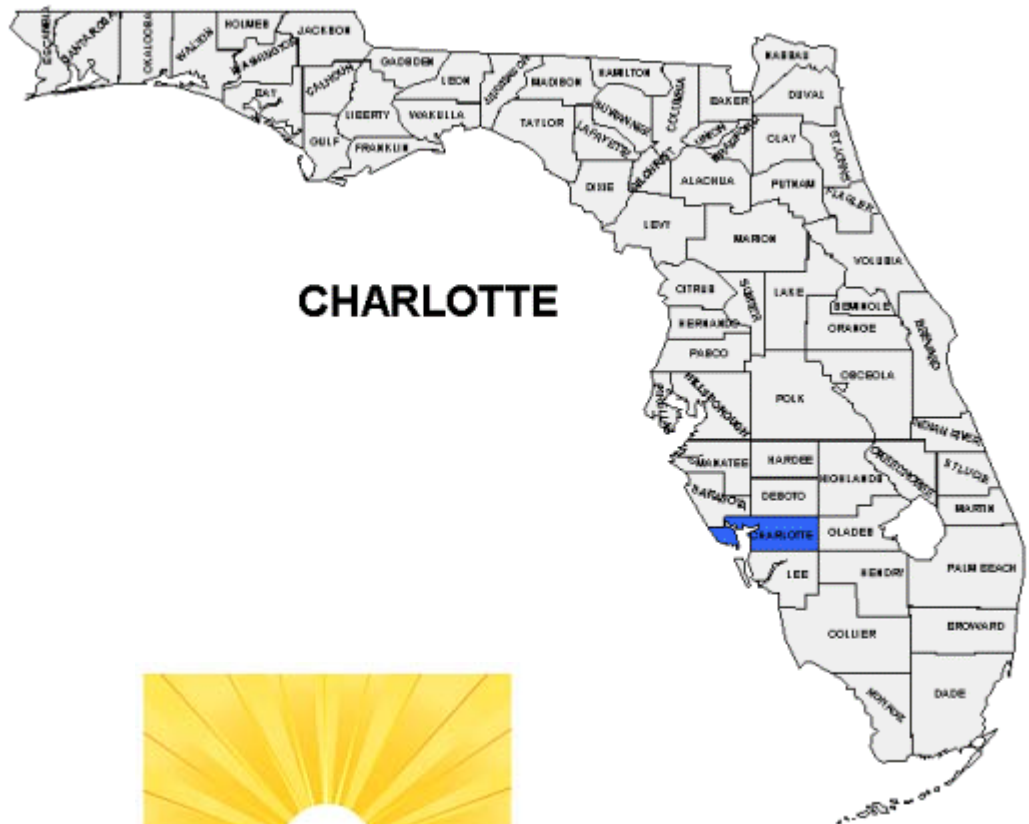 HOLMES
JACKSON
ESCAMBIA
SANTA ROSA
OKALOOSA
WALTON
WASHINGTON
BAY
CALHOUN
GADSDEN
LEON
JEFFERSON
MADISON
HAMILTON
NASSAU
LIBERTY
WAKULLA
TAYLOR
SUWANNEE
COLUMBIA
BAKER
DUVAL
GULF
FRANKLIN
LAFAYETTE
UNION
BRADFORD
CLAY
ST JOHNS
DIXIE
GILCHRIST
ALACHUA
PUTNAM
FLAGLER
LEVY
MARION
VOLUSIA
CHARLOTTE
CITRUS
SUMTER
LAKE
SEMINOLE
HERNANDO
ORANGE
BREVARD
PASCO
OSCEOLA
PINELLAS
HILLSBOROUGH
POLK
INDIAN RIVER
MANATEE
HARDEE
HIGHLANDS
OKEECHOBEE
ST LUCIE
SARASOTA
DESOTO
MARTIN
CHARLOTTE
GLADES
LEE
HENDRY
PALM BEACH
COLLIER
BROWARD
MONROE
DADE